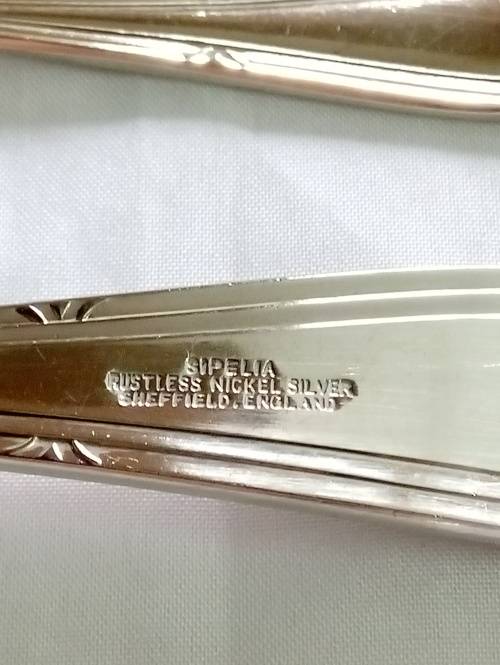 SIPELIA
RUSTLESS NICKEL SILVER
SHEFFIELD. ENGLAND